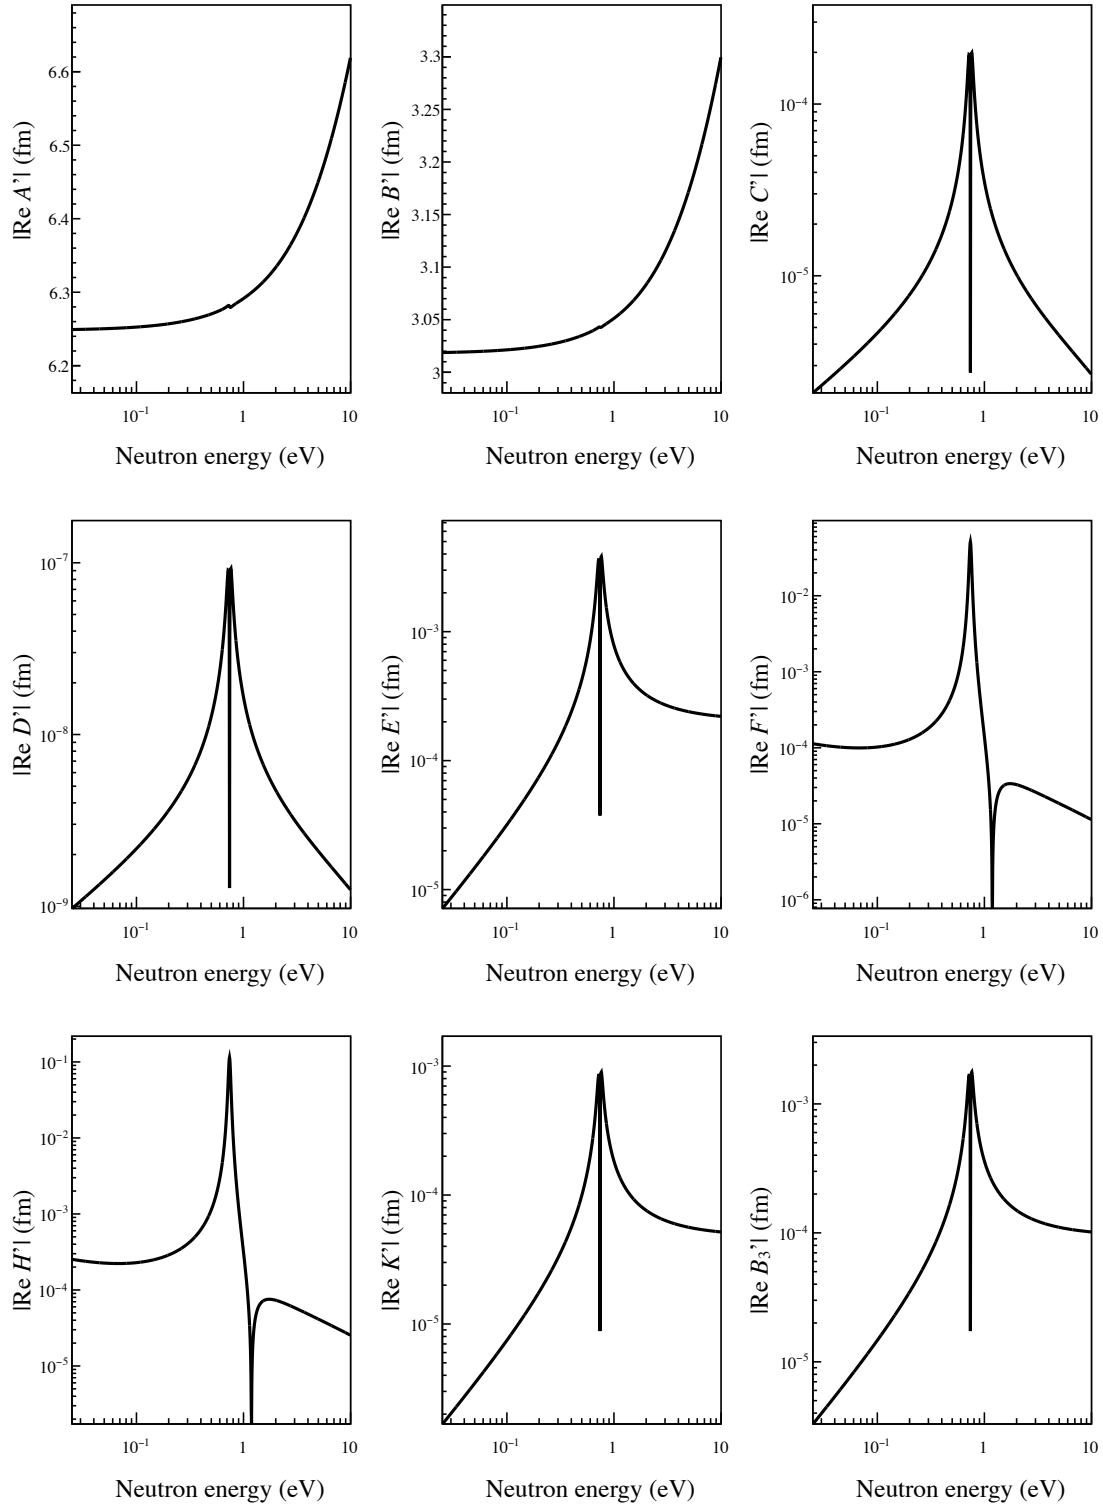 |Re A'| (fm)
6.6
6.5
6.4
6.3
6.2
10⁻¹ 1 10
Neutron energy (eV)
|Re B'| (fm)
3.3
3.25
3.2
3.15
3.1
3.05
3
10⁻¹ 1 10
Neutron energy (eV)
|Re C'| (fm)
10⁻⁴
10⁻⁵
10⁻¹ 1 10
Neutron energy (eV)
|Re D'| (fm)
10⁻⁷
10⁻⁸
10⁻⁹
10⁻¹ 1 10
Neutron energy (eV)
|Re E'| (fm)
10⁻³
10⁻⁴
10⁻⁵
10⁻¹ 1 10
Neutron energy (eV)
|Re F'| (fm)
10⁻²
10⁻³
10⁻⁴
10⁻⁵
10⁻⁶
10⁻¹ 1 10
Neutron energy (eV)
|Re H'| (fm)
10⁻¹
10⁻²
10⁻³
10⁻⁴
10⁻⁵
10⁻¹ 1 10
Neutron energy (eV)
|Re K'| (fm)
10⁻³
10⁻⁴
10⁻⁵
10⁻¹ 1 10
Neutron energy (eV)
|Re B₃'| (fm)
10⁻³
10⁻⁴
10⁻⁵
10⁻¹ 1 10
Neutron energy (eV)